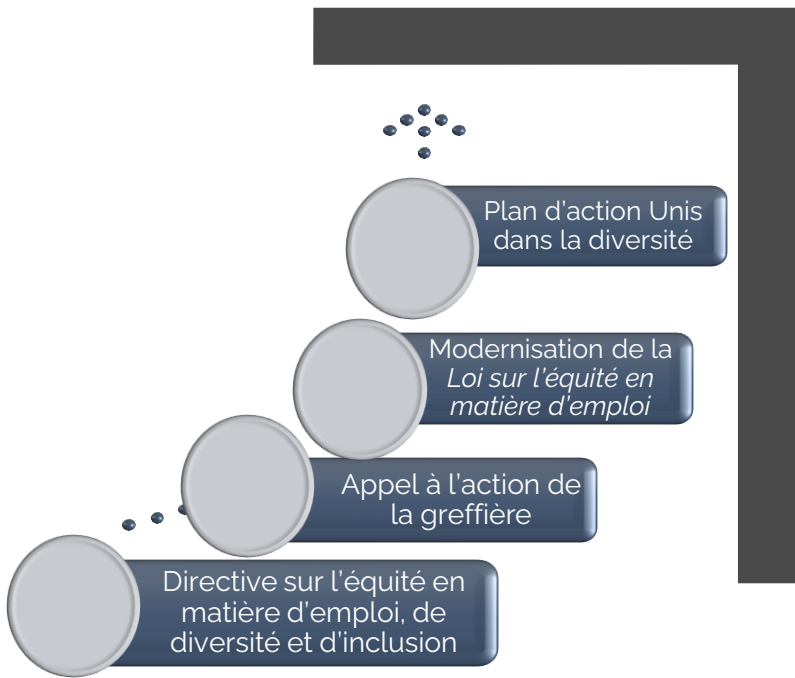 Plan d’action Unis
dans la diversité
Modernisation de la
Loi sur l’équité en
matière d’emploi
Appel à l’action de
la greffière
Directive sur l’équité en
matière d’emploi, de
diversité et d’inclusion